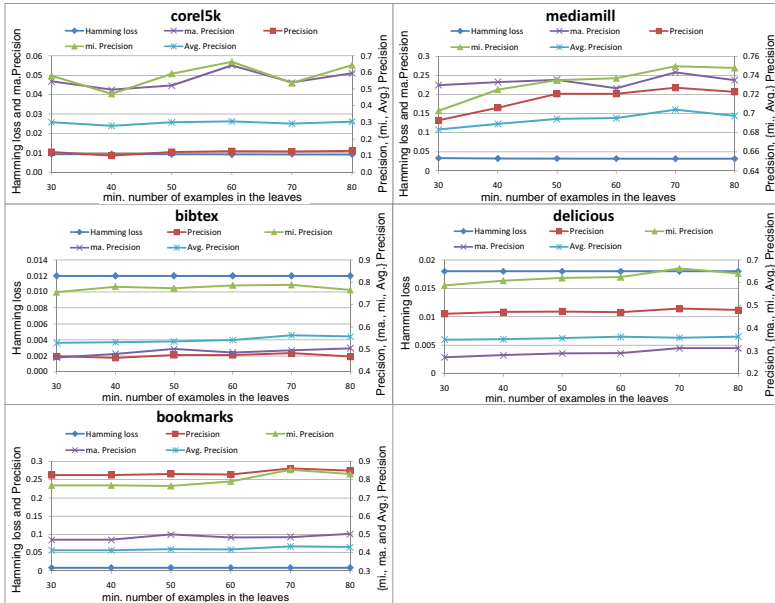 corel5k
Hamming loss
ma. Precision
Precision
mi. Precision
Avg. Precision
Hamming loss and ma.Precision
0.06
0.05
0.04
0.03
0.02
0.01
0.00
0.7
0.6
0.5
0.4
0.3
0.2
0.1
0.0
Precision, {mi., Avg.} Precision
30 40 50 60 70 80
min. number of examples in the leaves
mediamill
Hamming loss
ma. Precision
Precision
mi. Precision
Avg. Precision
Hamming loss and ma. Precision
0.3
0.25
0.2
0.15
0.1
0.05
0
0.76
0.74
0.72
0.7
0.68
0.66
0.64
Precision, {mi., Avg.} Precision
30 40 50 60 70 80
min. number of examples in the leaves
bibtex
Hamming loss
Precision
mi. Precision
ma. Precision
Avg. Precision
Hamming loss
0.014
0.012
0.010
0.008
0.006
0.004
0.002
0.000
0.9
0.8
0.7
0.6
0.5
0.4
Precision, {ma., mi., Avg.} Precision
30 40 50 60 70 80
min. number of examples in the leaves
delicious
Hamming loss
Precision
mi. Precision
ma. Precision
Avg. Precision
Hamming loss
0.02
0.015
0.01
0.005
0
0.7
0.6
0.5
0.4
0.3
0.2
Precision, {ma., mi., Avg.} Precision
30 40 50 60 70 80
min. number of examples in the leaves
bookmarks
Hamming loss
Precision
mi. Precision
ma. Precision
Avg. Precision
Hamming loss and Precision
0.3
0.25
0.2
0.15
0.1
0.05
0
0.9
0.8
0.7
0.6
0.5
0.4
0.3
{mi., ma. and Avg.} Precision
30 40 50 60 70 80
min. number of examples in the leaves